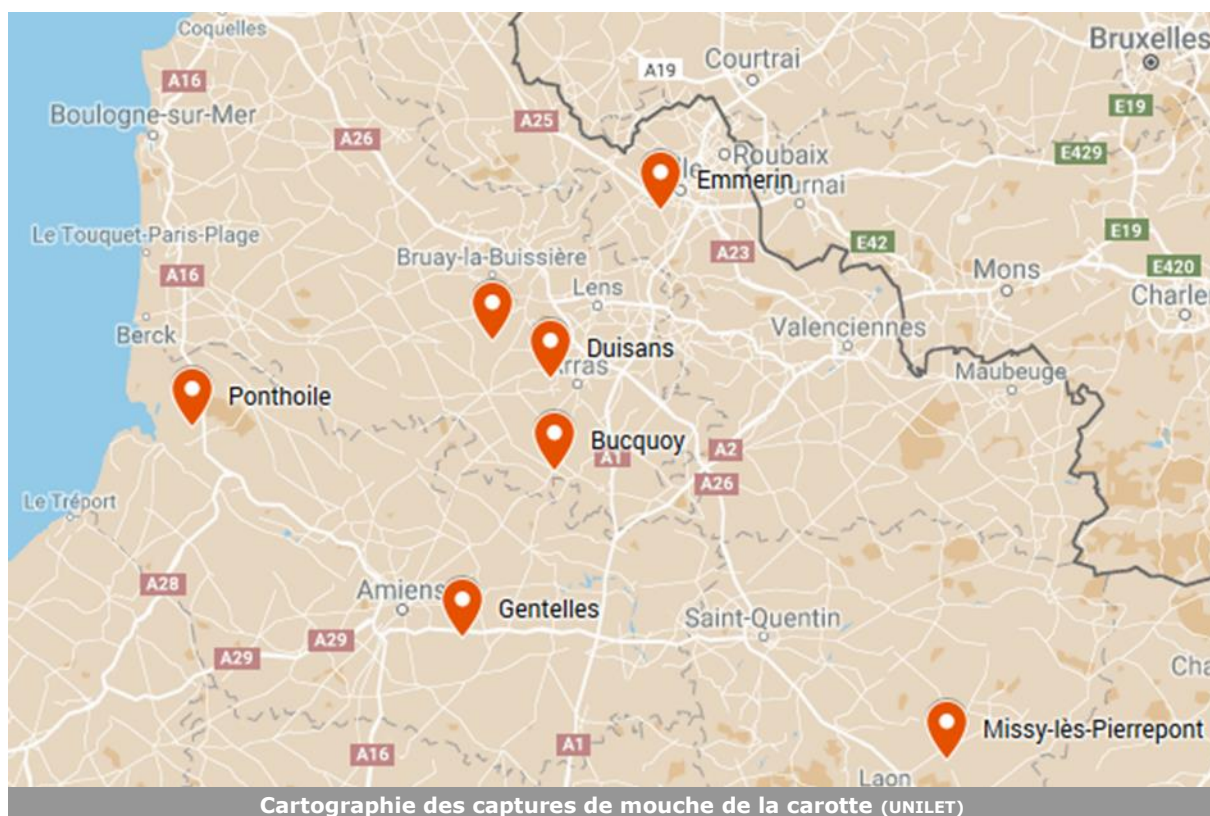 Coquelles
Bruxelles
Courtrai
A19
A16
E19
Boulogne-sur-Mer
A25
A26
Roubaix
E429
Emmerin
Tournai
Le Touquet-Paris-Plage
E19
E42
A23
Bruay-la-Buissière
A16
Mons
E420
Lens
Berck
Valenciennes
Duisans
Arras
Maubeuge
Ponthoile
Bucquoy
A1
A2
A26
Le Tréport
A28
Amiens
Gentelles
Saint-Quentin
A29
A29
Missy-lès-Pierrepont
A1
A16
Laon
Cartographie des captures de mouche de la carotte (UNILET)